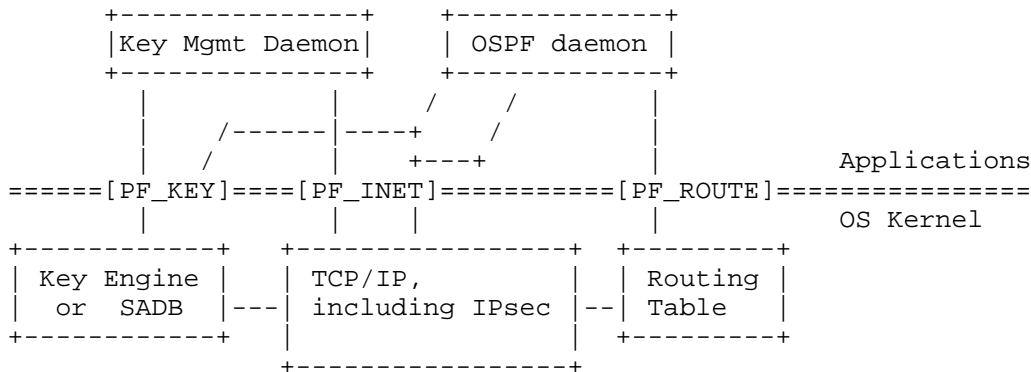 Key Mgmt Daemon OSPF daemon
Applications
======[PF_KEY]====[PF_INET]===========[PF_ROUTE]================
OS Kernel
Key Engine TCP/IP, Routing
or SADB including IPsec Table